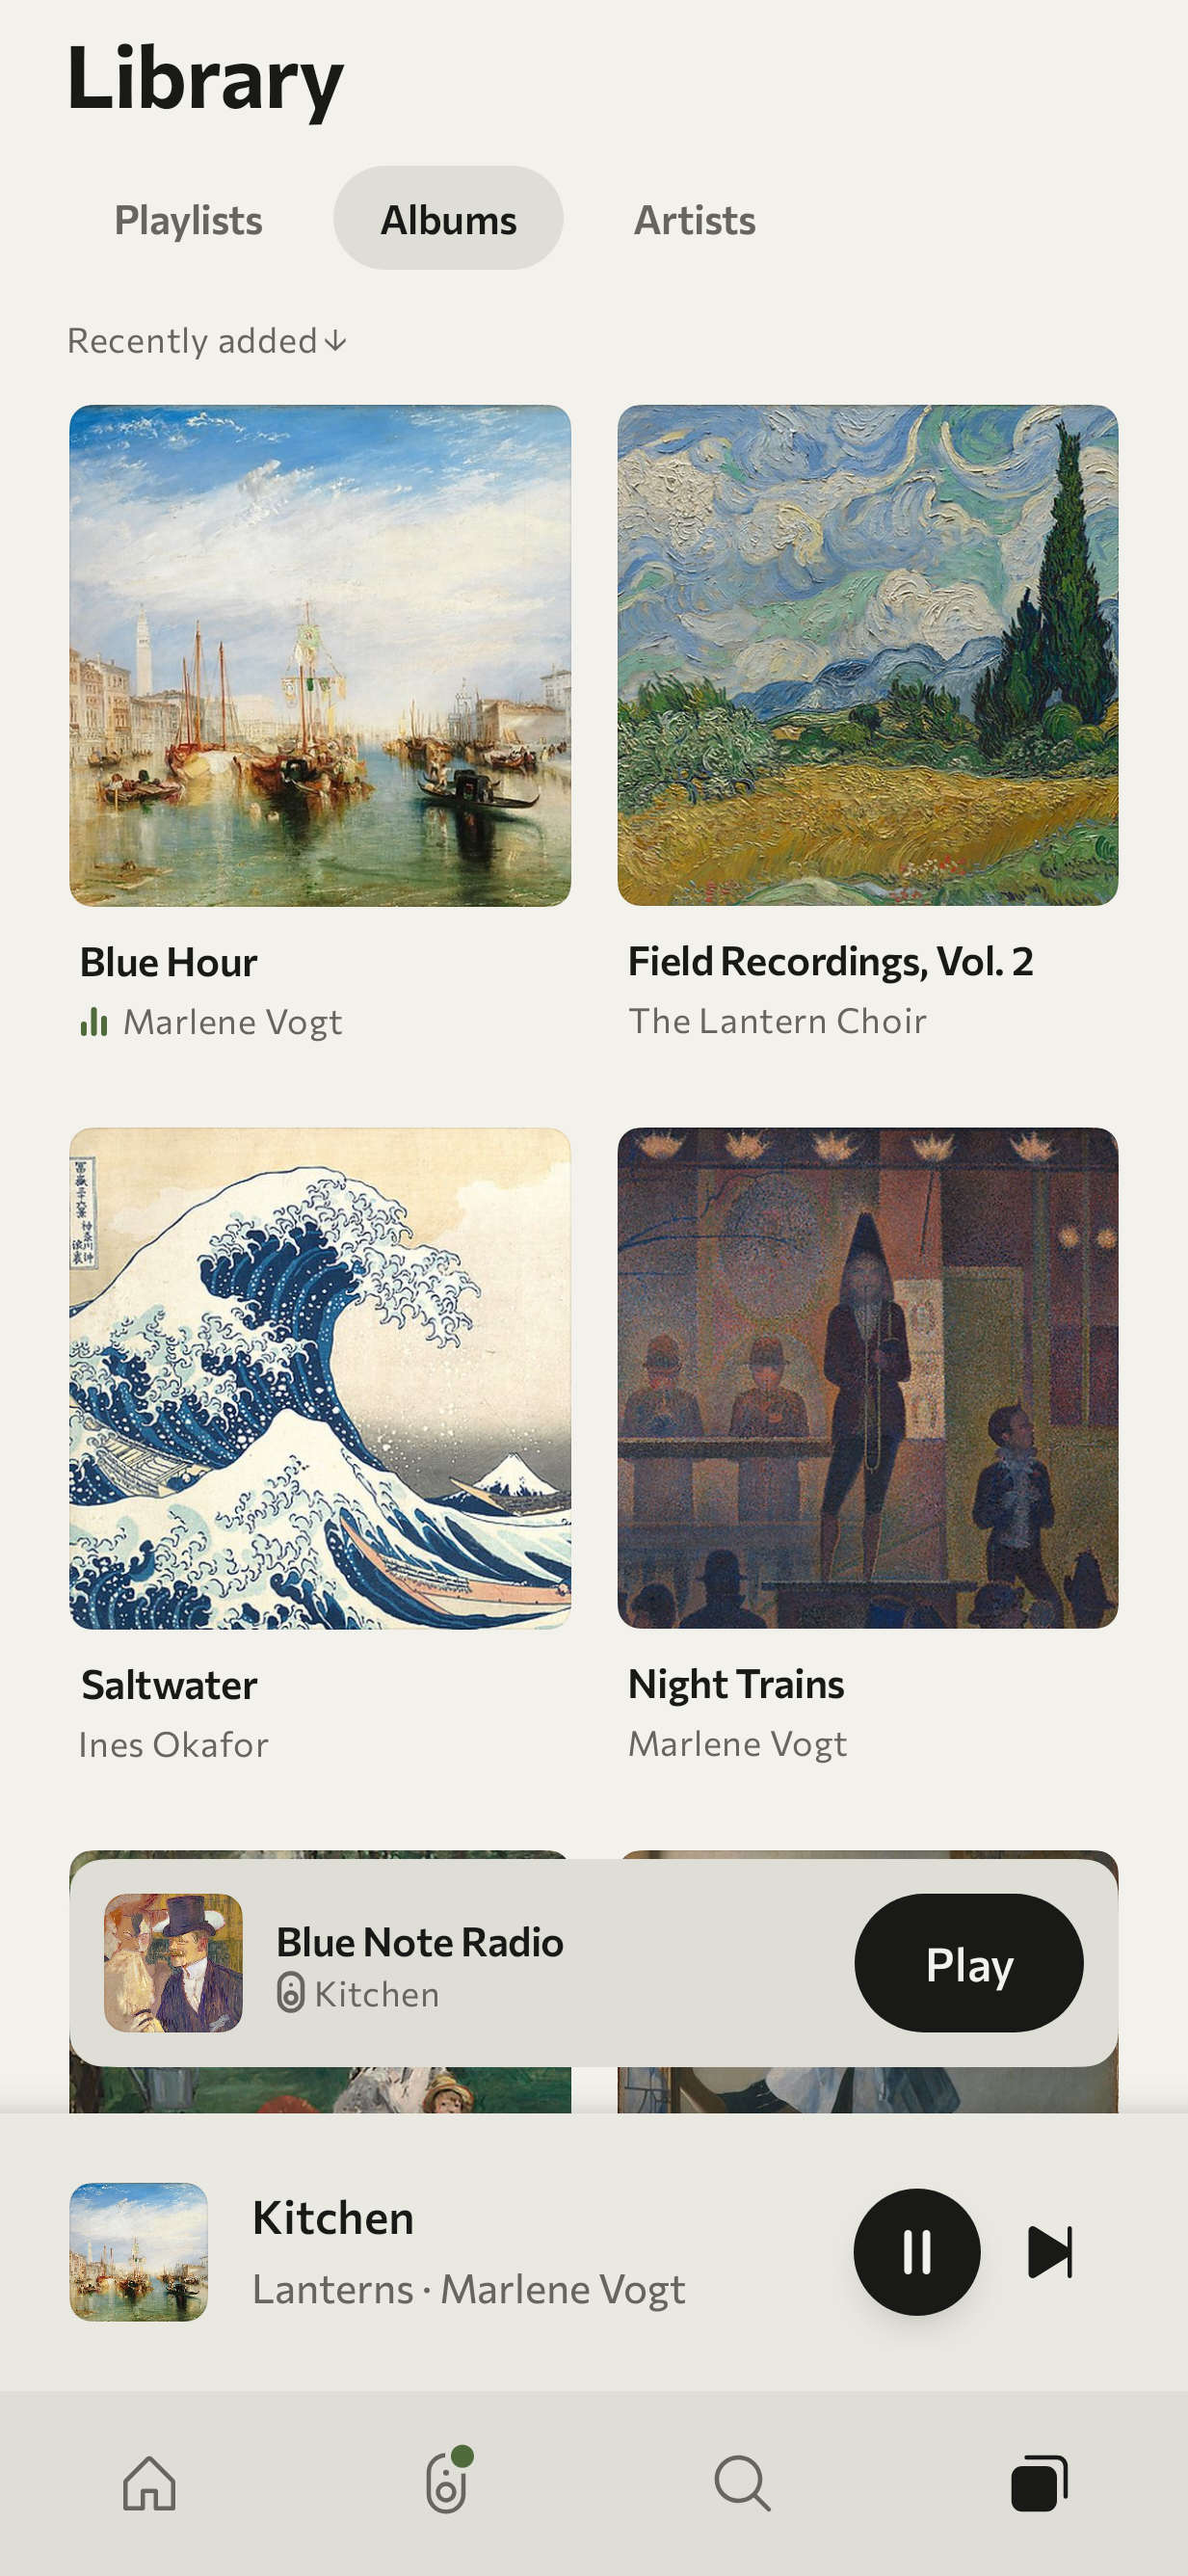 Library
Playlists
Albums
Artists
Recently added↓
Blue Hour
Marlene Vogt
Field Recordings, Vol. 2
The Lantern Choir
Saltwater
Ines Okafor
Night Trains
Marlene Vogt
Blue Note Radio
Kitchen
Play
Kitchen
Lanterns · Marlene Vogt